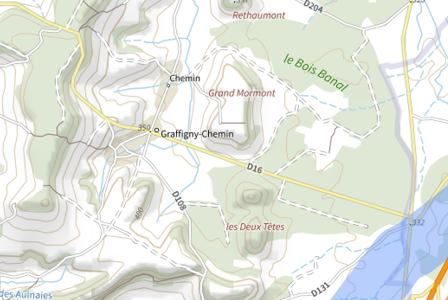 D204
Rethaumont
le Bois Banal
Chemin
Grand Mormont
350
Graffigny-Chemin
D16
D108
400
les Deux Têtes
332
D131
des Aulnaies